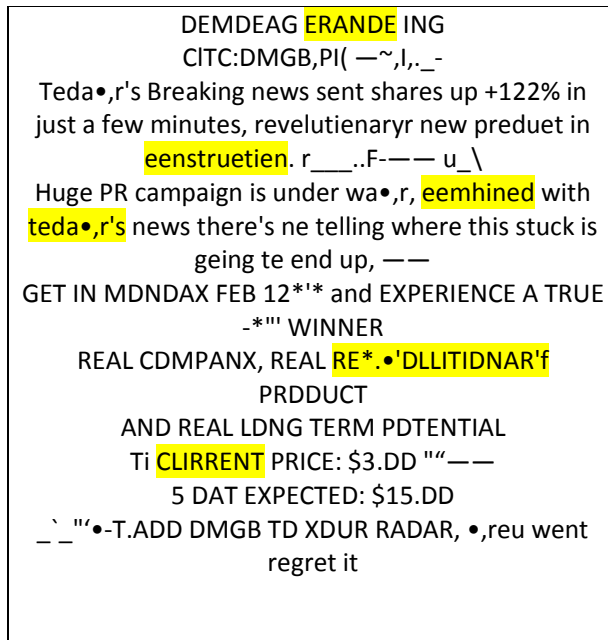 DEMDEAG ERANDE ING
ClTC:DMGB,PI( —~,I,._-
Teda•,r's Breaking news sent shares up +122% in
just a few minutes, revelutienaryr new preduet in
eenstruetien. r___..F-—— u_\
Huge PR campaign is under wa•,r, eemhined with
teda•,r's news there's ne telling where this stuck is
geing te end up, ——
GET IN MDNDAX FEB 12*'* and EXPERIENCE A TRUE
-*"' WINNER
REAL CDMPANX, REAL RE*.•'DLLITIDNAR'f
PRDDUCT
AND REAL LDNG TERM PDTENTIAL
Ti CLIRRENT PRICE: $3.DD "“——
5 DAT EXPECTED: $15.DD
_`_"‘•-T.ADD DMGB TD XDUR RADAR, •,reu went
regret it